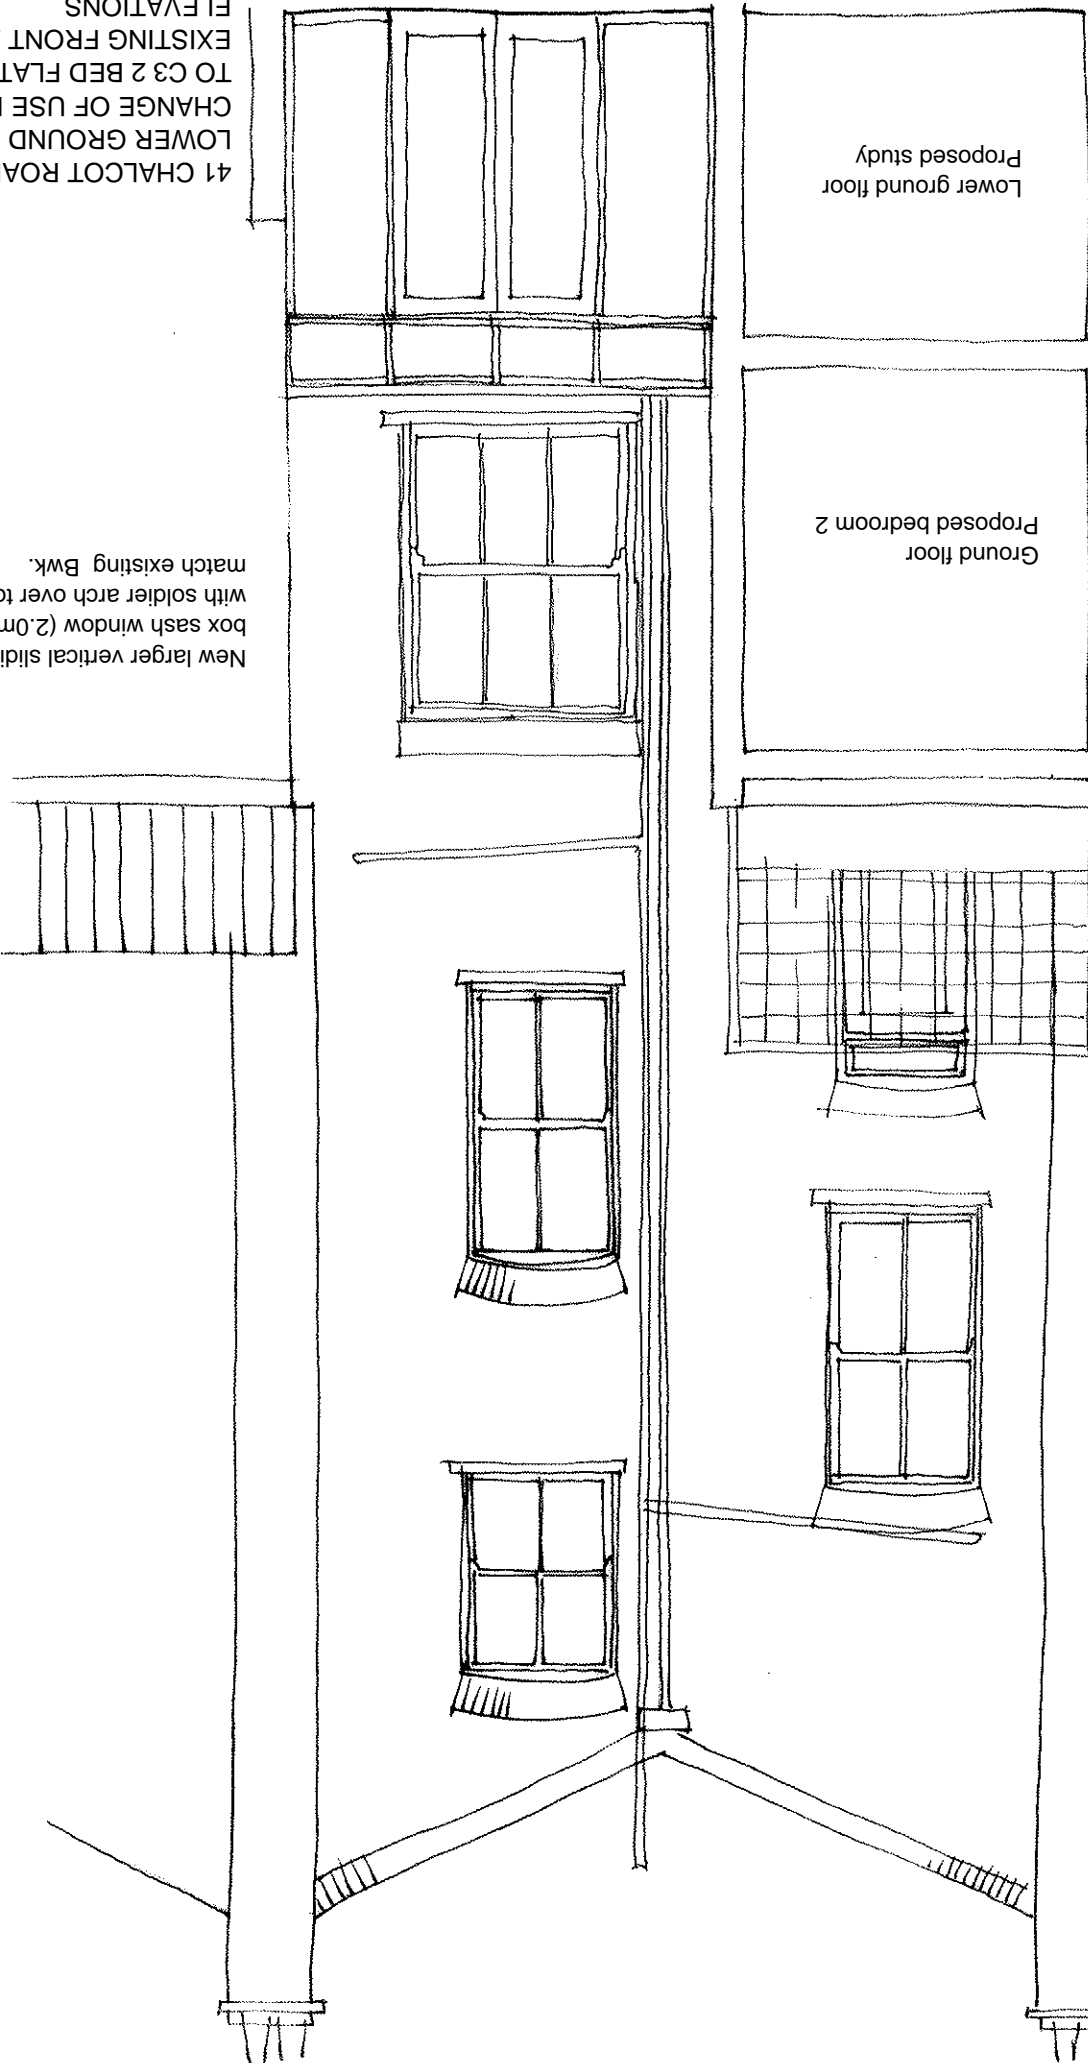 New larger vertical slidi
box sash window (2.0m
with soldier arch over to
match existing Bwk.
Ground floor
Proposed bedroom 2
Lower ground floor
Proposed study
41 CHALCOT ROA
LOWER GROUND
CHANGE OF USE
TO C3 2 BED FLAT
EXISTING FRONT
ELEVATIONS